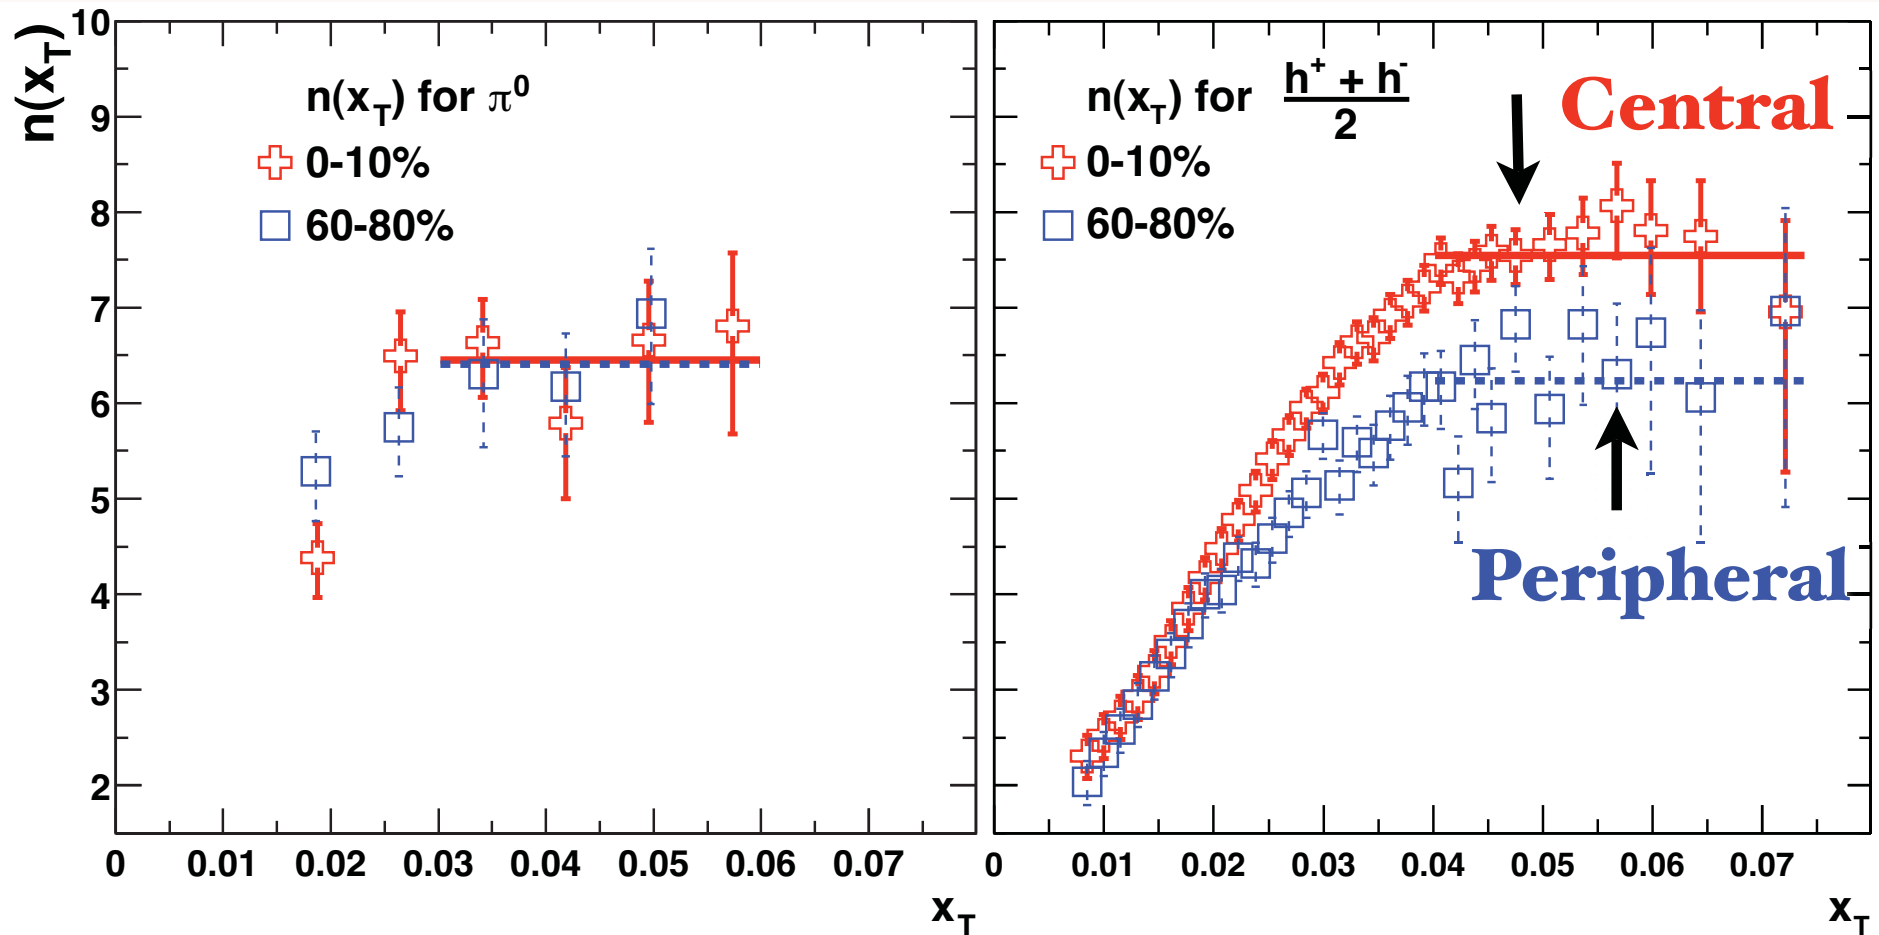 n(x_T)
10
9
8
7
6
5
4
3
2
n(x_T) for π⁰
0-10%
60-80%
0 0.01 0.02 0.03 0.04 0.05 0.06 0.07
x_T
n(x_T) for h⁺ + h⁻ / 2
0-10%
60-80%
Central
Peripheral
0 0.01 0.02 0.03 0.04 0.05 0.06 0.07
x_T